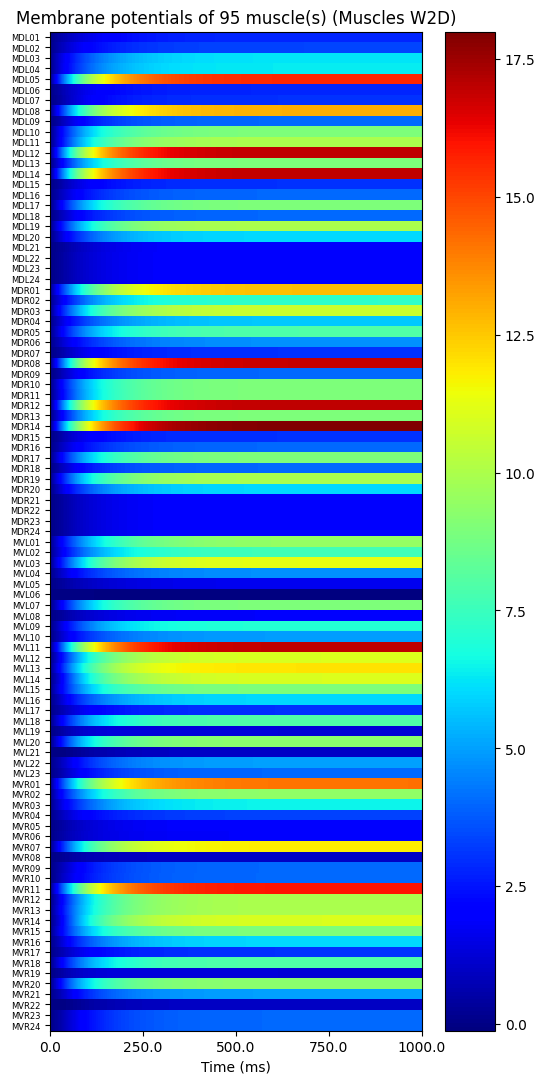 Membrane potentials of 95 muscle(s) (Muscles W2D)
MDL01
MDL02
MDL03
MDL04
MDL05
MDL06
MDL07
MDL08
MDL09
MDL10
MDL11
MDL12
MDL13
MDL14
MDL15
MDL16
MDL17
MDL18
MDL19
MDL20
MDL21
MDL22
MDL23
MDL24
MDR01
MDR02
MDR03
MDR04
MDR05
MDR06
MDR07
MDR08
MDR09
MDR10
MDR11
MDR12
MDR13
MDR14
MDR15
MDR16
MDR17
MDR18
MDR19
MDR20
MDR21
MDR22
MDR23
MDR24
MVL01
MVL02
MVL03
MVL04
MVL05
MVL06
MVL07
MVL08
MVL09
MVL10
MVL11
MVL12
MVL13
MVL14
MVL15
MVL16
MVL17
MVL18
MVL19
MVL20
MVL21
MVL22
MVL23
MVR01
MVR02
MVR03
MVR04
MVR05
MVR06
MVR07
MVR08
MVR09
MVR10
MVR11
MVR12
MVR13
MVR14
MVR15
MVR16
MVR17
MVR18
MVR19
MVR20
MVR21
MVR22
MVR23
MVR24
0.0 250.0 500.0 750.0 1000.0
Time (ms)
17.5
15.0
12.5
10.0
7.5
5.0
2.5
0.0